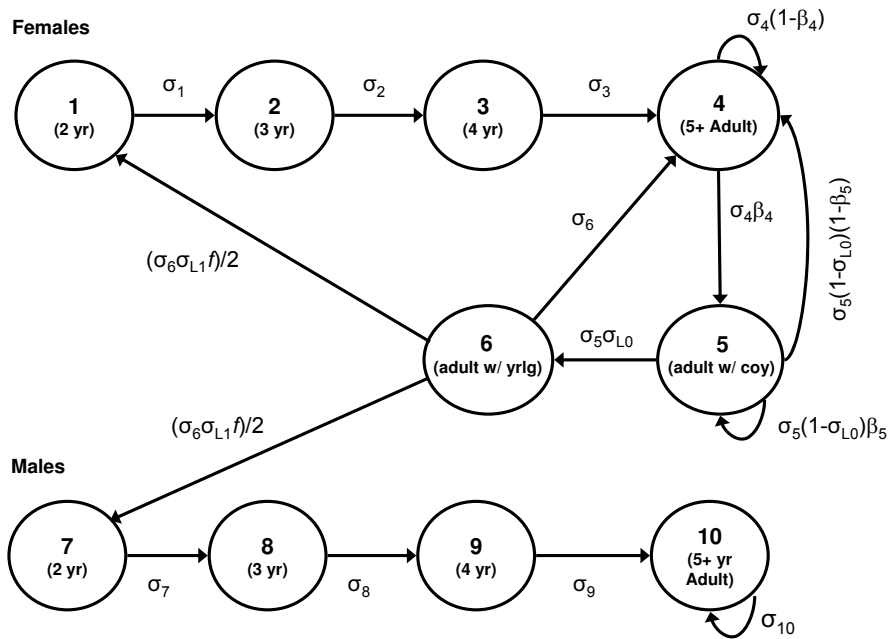 Females
σ4(1-β4)
1
(2 yr)
σ1
2
(3 yr)
σ2
3
(4 yr)
σ3
4
(5+ Adult)
σ6
σ4β4
σ5(1-σL0)(1-β5)
(σ6σL1f)/2
6
(adult w/ yrlg)
σ5σL0
5
(adult w/ coy)
(σ6σL1f)/2
σ5(1-σL0)β5
Males
7
(2 yr)
σ7
8
(3 yr)
σ8
9
(4 yr)
σ9
10
(5+ yr
Adult)
σ10